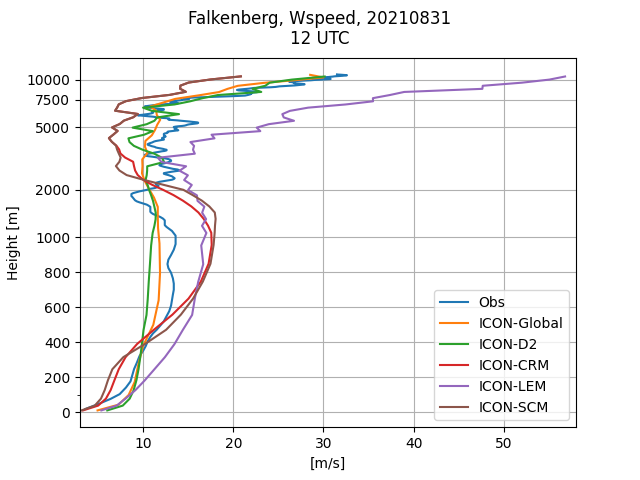 Falkenberg, Wspeed, 20210831
12 UTC
10000
7500
5000
2000
1000
800
600
400
200
0
Height [m]
10
20
30
40
50
[m/s]
Obs
ICON-Global
ICON-D2
ICON-CRM
ICON-LEM
ICON-SCM